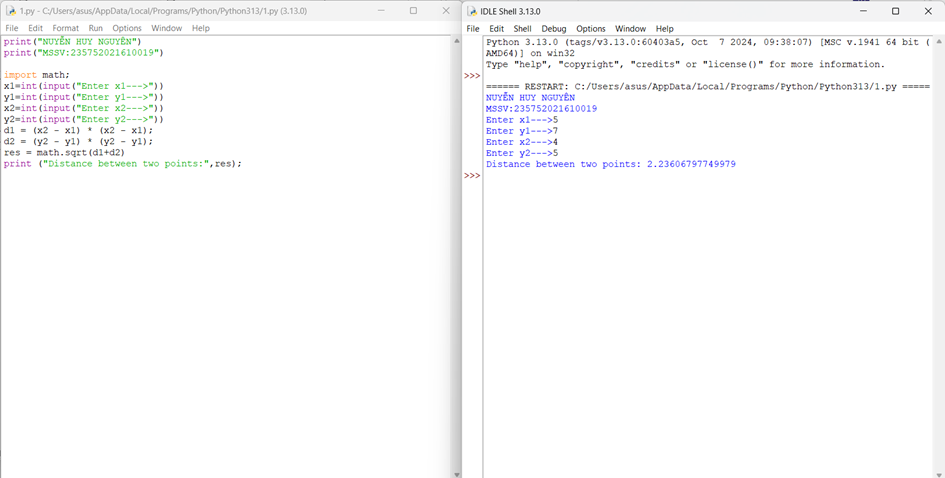 1.py - C:/Users/asus/AppData/Local/Programs/Python/Python313/1.py (3.13.0)
File Edit Format Run Options Window Help
print("NUYỄN HUY NGUYÊN")
print("MSSV:235752021610019")
import math;
x1=int(input("Enter x1--->"))
y1=int(input("Enter y1--->"))
x2=int(input("Enter x2--->"))
y2=int(input("Enter y2--->"))
d1 = (x2 - x1) * (x2 - x1);
d2 = (y2 - y1) * (y2 - y1);
res = math.sqrt(d1+d2)
print ("Distance between two points:",res);
IDLE Shell 3.13.0
File Edit Shell Debug Options Window Help
Python 3.13.0 (tags/v3.13.0:60403a5, Oct  7 2024, 09:38:07) [MSC v.1941 64 bit (
AMD64)] on win32
Type "help", "copyright", "credits" or "license()" for more information.
>>>
====== RESTART: C:/Users/asus/AppData/Local/Programs/Python/Python313/1.py =====
NUYỄN HUY NGUYÊN
MSSV:235752021610019
Enter x1--->5
Enter y1--->7
Enter x2--->4
Enter y2--->5
Distance between two points: 2.23606797749979
>>>